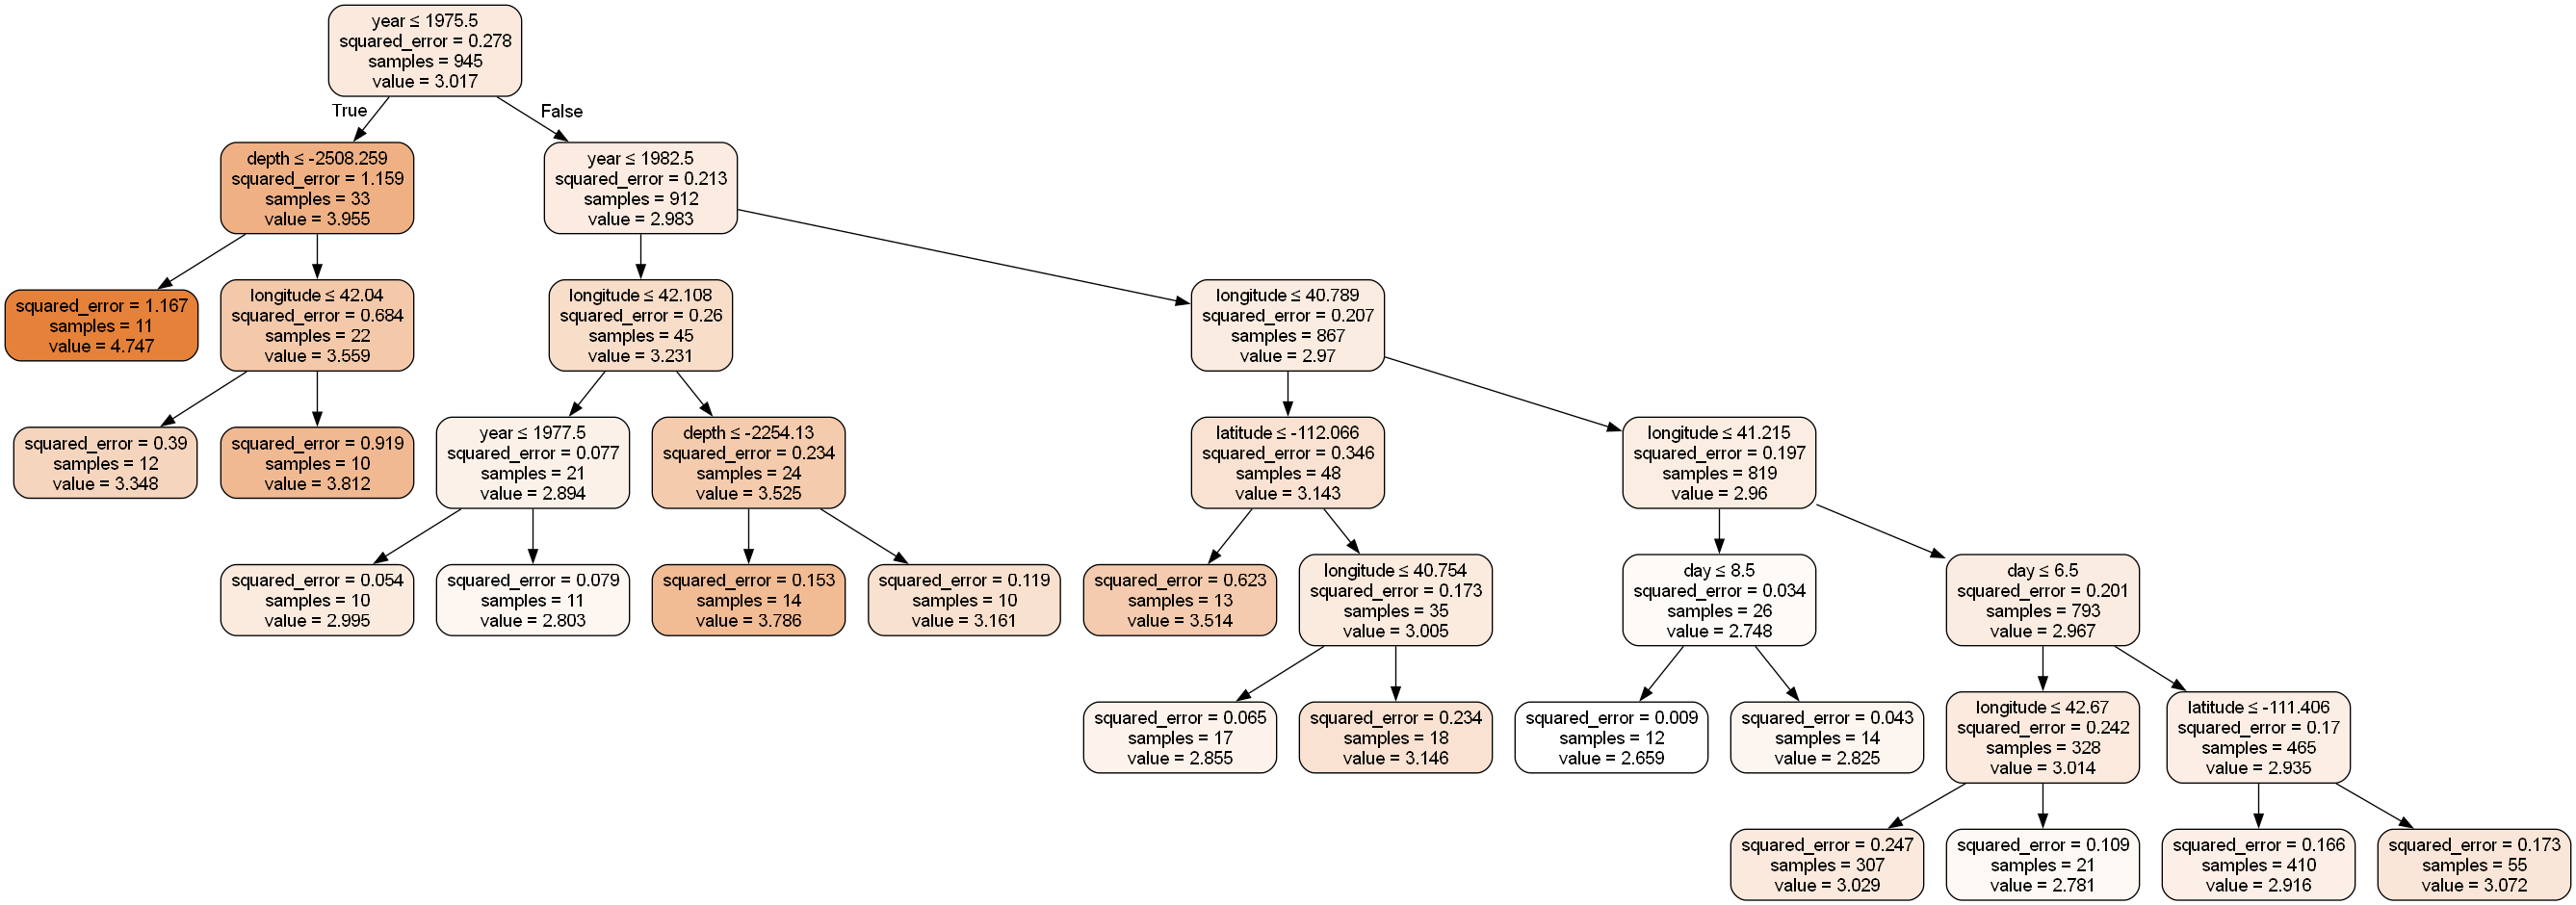 year ≤ 1975.5
squared_error = 0.278
samples = 945
value = 3.017
True
False
depth ≤ -2508.259
squared_error = 1.159
samples = 33
value = 3.955
year ≤ 1982.5
squared_error = 0.213
samples = 912
value = 2.983
squared_error = 1.167
samples = 11
value = 4.747
longitude ≤ 42.04
squared_error = 0.684
samples = 22
value = 3.559
longitude ≤ 42.108
squared_error = 0.26
samples = 45
value = 3.231
longitude ≤ 40.789
squared_error = 0.207
samples = 867
value = 2.97
squared_error = 0.39
samples = 12
value = 3.348
squared_error = 0.919
samples = 10
value = 3.812
year ≤ 1977.5
squared_error = 0.077
samples = 21
value = 2.894
depth ≤ -2254.13
squared_error = 0.234
samples = 24
value = 3.525
latitude ≤ -112.066
squared_error = 0.346
samples = 48
value = 3.143
longitude ≤ 41.215
squared_error = 0.197
samples = 819
value = 2.96
squared_error = 0.054
samples = 10
value = 2.995
squared_error = 0.079
samples = 11
value = 2.803
squared_error = 0.153
samples = 14
value = 3.786
squared_error = 0.119
samples = 10
value = 3.161
squared_error = 0.623
samples = 13
value = 3.514
longitude ≤ 40.754
squared_error = 0.173
samples = 35
value = 3.005
day ≤ 8.5
squared_error = 0.034
samples = 26
value = 2.748
day ≤ 6.5
squared_error = 0.201
samples = 793
value = 2.967
squared_error = 0.065
samples = 17
value = 2.855
squared_error = 0.234
samples = 18
value = 3.146
squared_error = 0.009
samples = 12
value = 2.659
squared_error = 0.043
samples = 14
value = 2.825
longitude ≤ 42.67
squared_error = 0.242
samples = 328
value = 3.014
latitude ≤ -111.406
squared_error = 0.17
samples = 465
value = 2.935
squared_error = 0.247
samples = 307
value = 3.029
squared_error = 0.109
samples = 21
value = 2.781
squared_error = 0.166
samples = 410
value = 2.916
squared_error = 0.173
samples = 55
value = 3.072